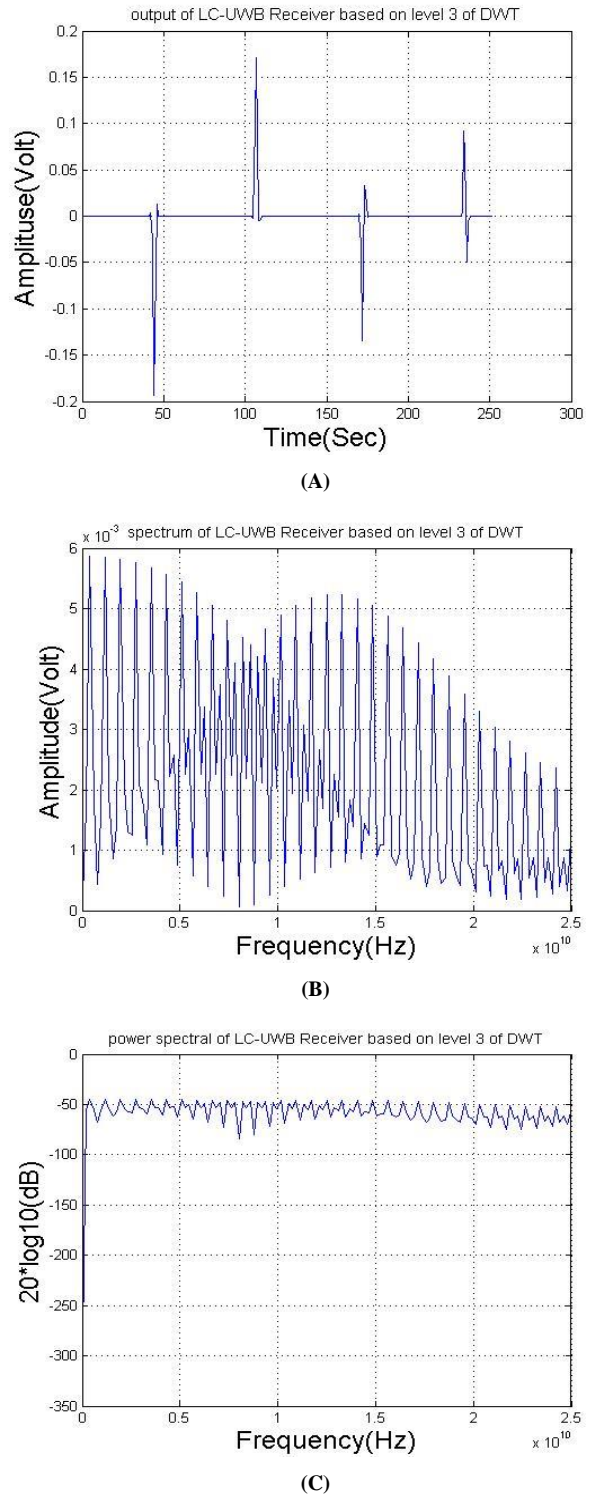 output of LC-UWB Receiver based on level 3 of DWT
0.2
0.15
0.1
0.05
0
-0.05
-0.1
-0.15
-0.2
Amplituse(Volt)
0 50 100 150 200 250 300
Time(Sec)
(A)
x 10^-3 spectrum of LC-UWB Receiver based on level 3 of DWT
6
5
4
3
2
1
0
Amplitude(Volt)
0 0.5 1 1.5 2 2.5
Frequency(Hz) x 10^10
(B)
power spectral of LC-UWB Receiver based on level 3 of DWT
0
-50
-100
-150
-200
-250
-300
-350
20*log10(dB)
0 0.5 1 1.5 2 2.5
Frequency(Hz) x 10^10
(C)